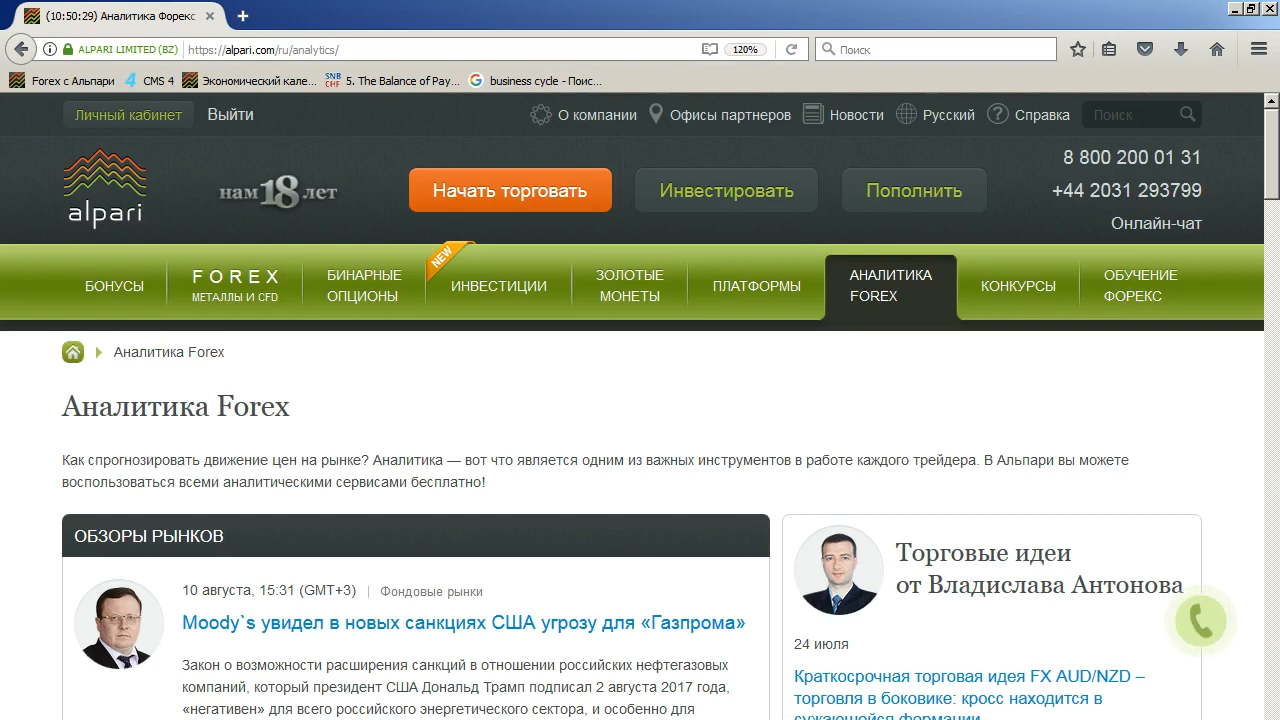 (10:50:29) Аналитика Форекс
ALPARI LIMITED (BZ) https://alpari.com/ru/analytics/ 120% Поиск
Forex с Альпари CMS 4 Экономический кале... SNB CHF 5. The Balance of Pay... business cycle - Поис...
Личный кабинет Выйти О компании Офисы партнеров Новости Русский Справка Поиск
8 800 200 01 31
alpari нам 18 лет Начать торговать Инвестировать Пополнить +44 2031 293799
Онлайн-чат
NEW
БОНУСЫ
FOREX
МЕТАЛЛЫ И CFD
БИНАРНЫЕ
ОПЦИОНЫ
ИНВЕСТИЦИИ
ЗОЛОТЫЕ
МОНЕТЫ
ПЛАТФОРМЫ
АНАЛИТИКА
FOREX
КОНКУРСЫ
ОБУЧЕНИЕ
ФОРЕКС
Аналитика Forex
Аналитика Forex
Как спрогнозировать движение цен на рынке? Аналитика — вот что является одним из важных инструментов в работе каждого трейдера. В Альпари вы можете
воспользоваться всеми аналитическими сервисами бесплатно!
ОБЗОРЫ РЫНКОВ
10 августа, 15:31 (GMT+3) | Фондовые рынки
Moody`s увидел в новых санкциях США угрозу для «Газпрома»
Закон о возможности расширения санкций в отношении российских нефтегазовых
компаний, который президент США Дональд Трамп подписал 2 августа 2017 года,
«негативен» для всего российского энергетического сектора, и особенно для
Торговые идеи
от Владислава Антонова
24 июля
Краткосрочная торговая идея FX AUD/NZD –
торговля в боковике: кросс находится в
сужающейся формации